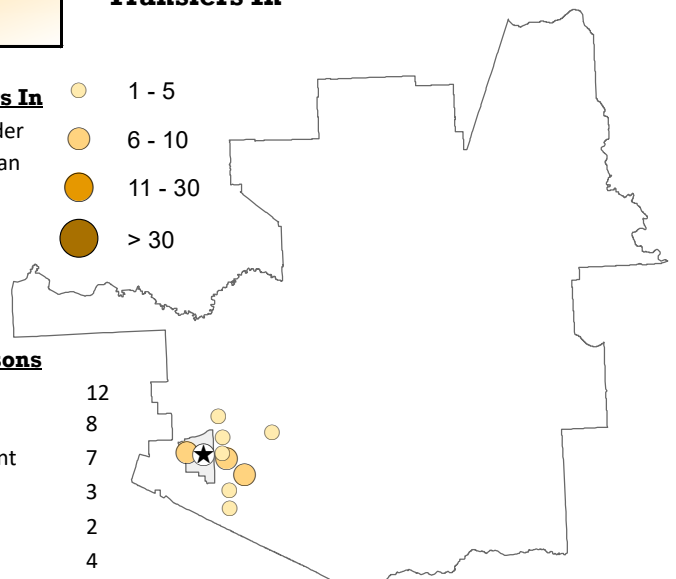 Transfers In
s In
der
an
1 - 5
6 - 10
11 - 30
> 30
sons
12
8
nt
7
3
2
4